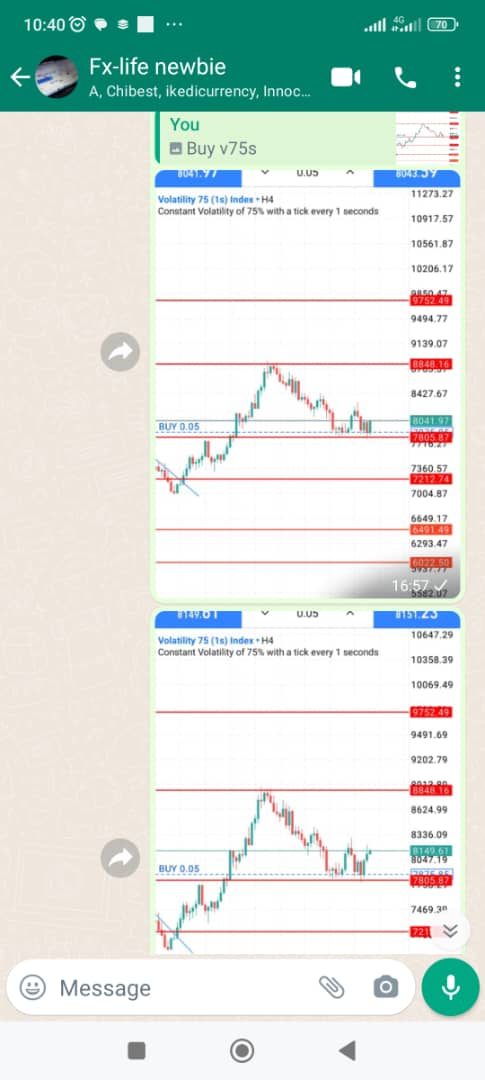 10:40
4G
70
Fx-life newbie
A, Chibest, ikedicurrency, Innoc...
You
Buy v75s
8041.97 0.05 8043.59
Volatility 75 (1s) Index • H4
Constant Volatility of 75% with a tick every 1 seconds
11273.27
10917.57
10561.87
10206.17
9850.47
9752.49
9494.77
9139.07
8848.16
8427.67
8041.97
BUY 0.05
7805.87
7716.27
7360.57
7212.74
7004.87
6649.17
6491.49
6293.47
6022.50
16:57
5582.07
8149.61 0.05 8151.23
Volatility 75 (1s) Index • H4
Constant Volatility of 75% with a tick every 1 seconds
10647.29
10358.39
10069.49
9752.49
9491.69
9202.79
8848.16
8624.99
8336.09
8149.61
8047.19
BUY 0.05
7805.87
7469.39
721
Message